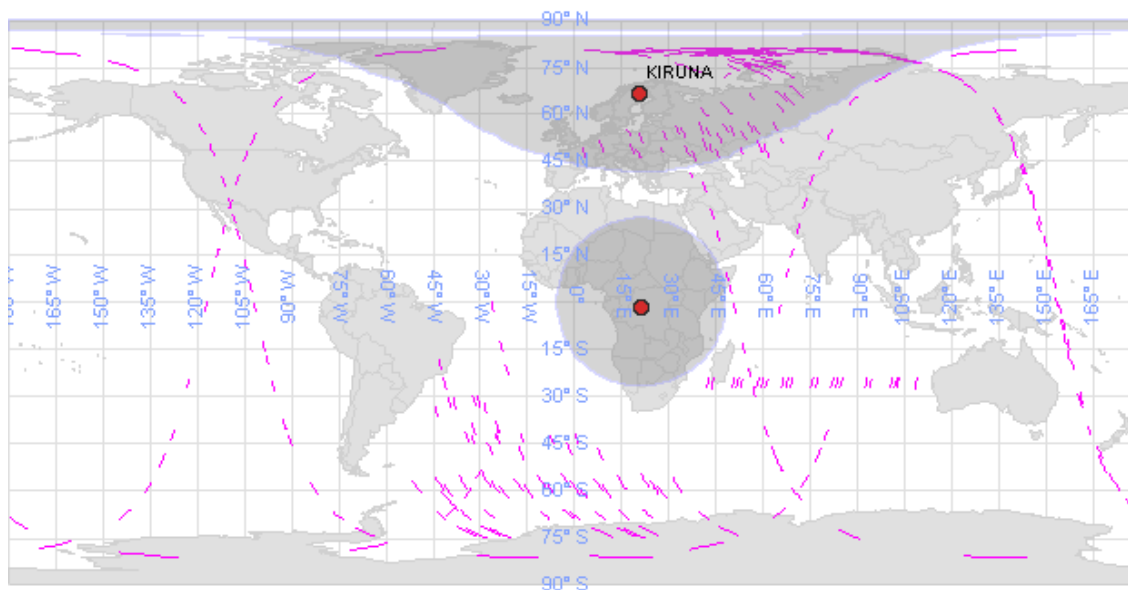 90° N
75° N
KIRUNA
60° N
45° N
30° N
15° N
165° W
150° W
135° W
120° W
105° W
90° W
75° W
60° W
45° W
30° W
15° W
0°
15° E
30° E
45° E
60° E
75° E
90° E
105° E
120° E
135° E
150° E
165° E
15° S
30° S
45° S
60° S
75° S
90° S